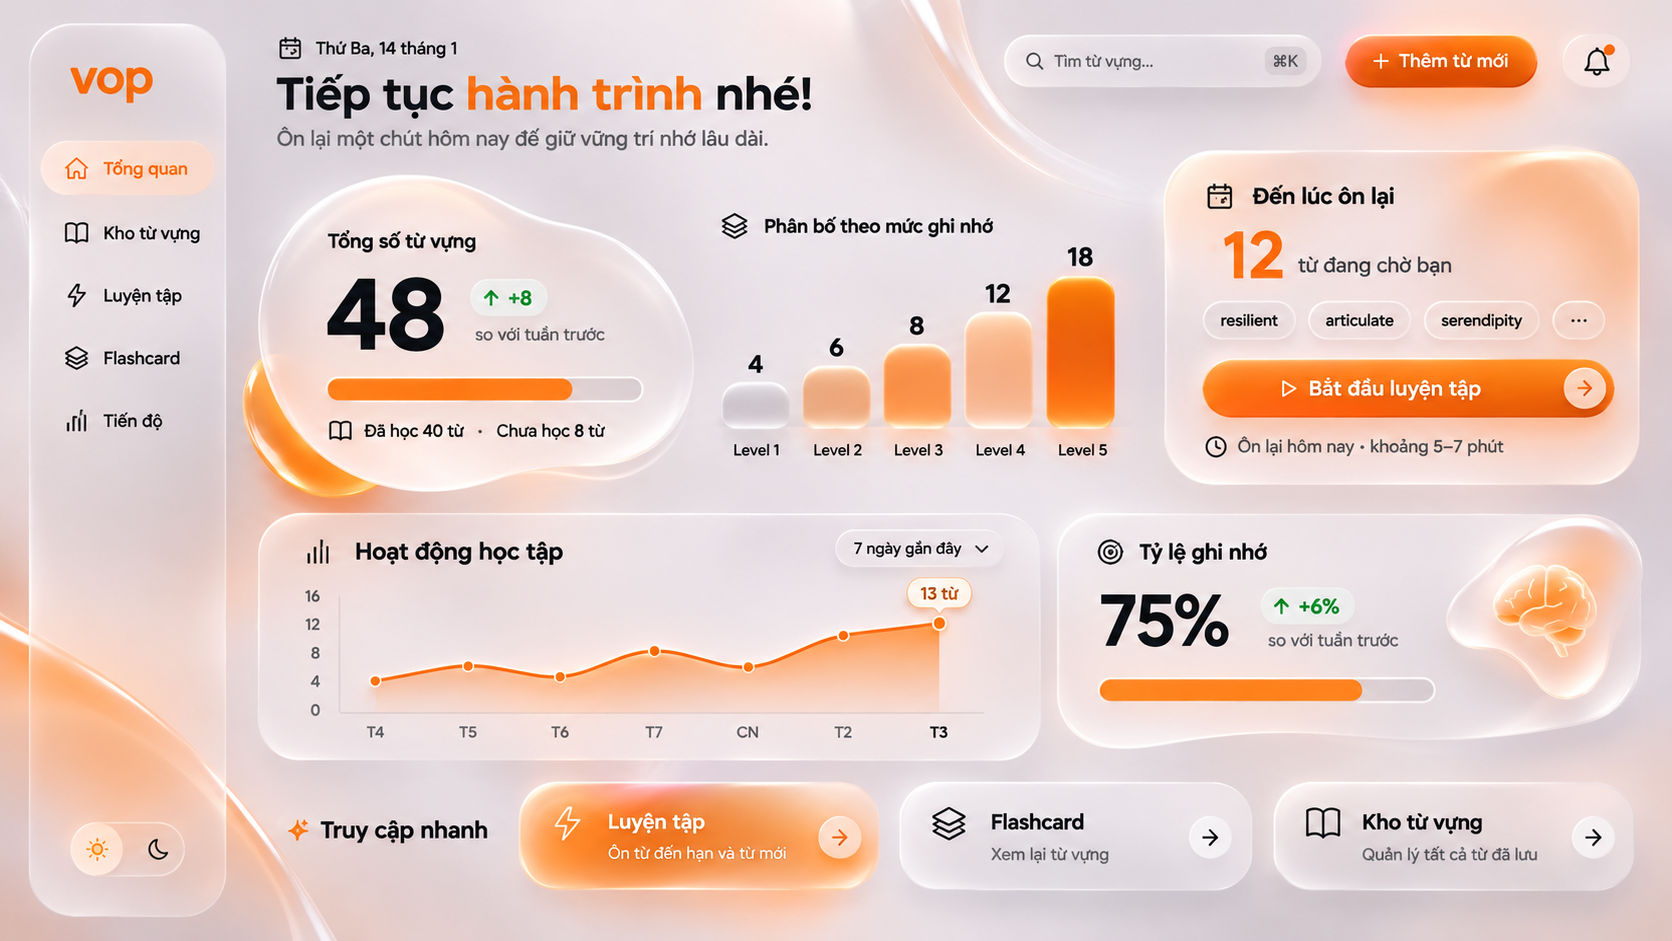 vop
Tổng quan
Kho từ vựng
Luyện tập
Flashcard
Tiến độ
Thứ Ba, 14 tháng 1
Tiếp tục hành trình nhé!
Ôn lại một chút hôm nay để giữ vững trí nhớ lâu dài.
Tìm từ vựng...
⌘K
+ Thêm từ mới
Tổng số từ vựng
48
↑ +8
so với tuần trước
Đã học 40 từ · Chưa học 8 từ
Phân bố theo mức ghi nhớ
4
6
8
12
18
Level 1
Level 2
Level 3
Level 4
Level 5
Đến lúc ôn lại
12 từ đang chờ bạn
resilient
articulate
serendipity
...
Bắt đầu luyện tập
Ôn lại hôm nay • khoảng 5–7 phút
Hoạt động học tập
7 ngày gần đây
13 từ
16
12
8
4
0
T4
T5
T6
T7
CN
T2
T3
Tỷ lệ ghi nhớ
75%
↑ +6%
so với tuần trước
Truy cập nhanh
Luyện tập
Ôn từ đến hạn và từ mới
Flashcard
Xem lại từ vựng
Kho từ vựng
Quản lý tất cả từ đã lưu